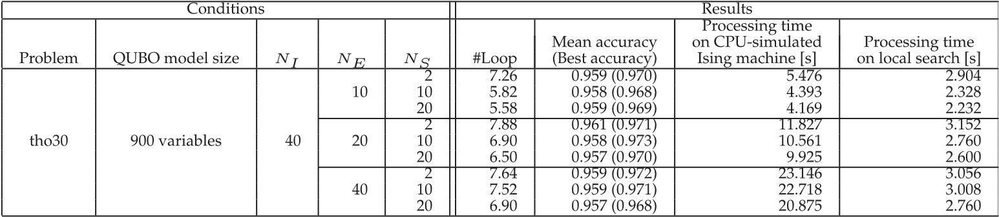 Conditions Results
Processing time
Mean accuracy on CPU-simulated Processing time
Problem QUBO model size N_I N_E N_S #Loop (Best accuracy) Ising machine [s] on local search [s]
2 7.26 0.959 (0.970) 5.476 2.904
10 10 5.82 0.958 (0.968) 4.393 2.328
20 5.58 0.959 (0.969) 4.169 2.232
2 7.88 0.961 (0.971) 11.827 3.152
tho30 900 variables 40 20 10 6.90 0.958 (0.973) 10.561 2.760
20 6.50 0.957 (0.970) 9.925 2.600
2 7.64 0.959 (0.972) 23.146 3.056
40 10 7.52 0.959 (0.971) 22.718 3.008
20 6.90 0.957 (0.968) 20.875 2.760